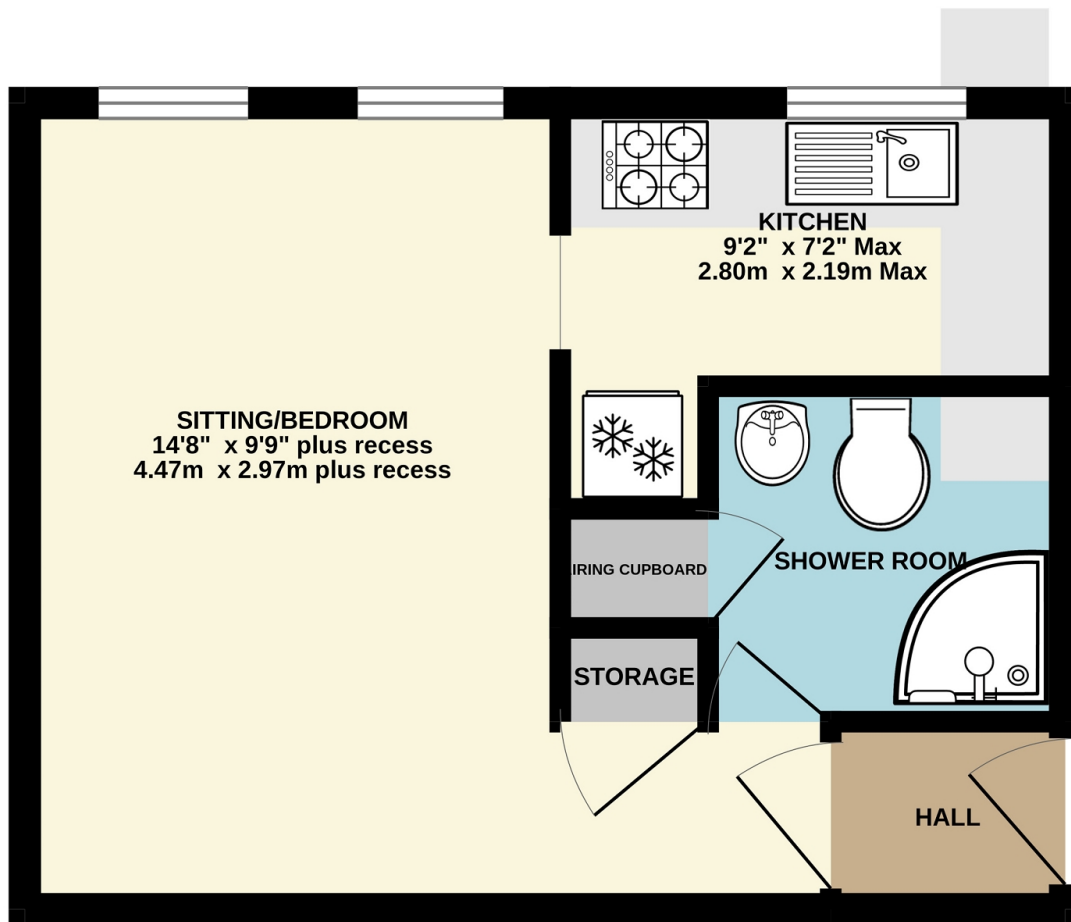 KITCHEN
9'2" x 7'2" Max
2.80m x 2.19m Max
SITTING/BEDROOM
14'8" x 9'9" plus recess
4.47m x 2.97m plus recess
IRING CUPBOARD
SHOWER ROOM
STORAGE
HALL